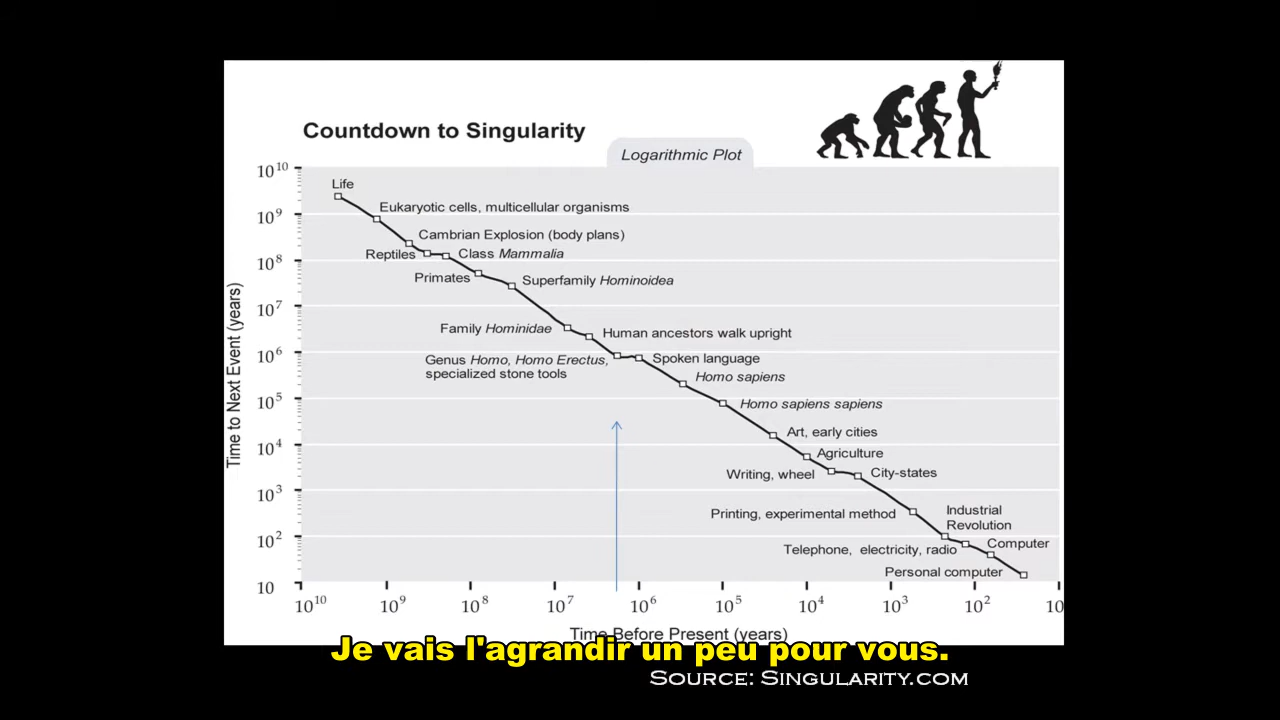 Countdown to Singularity
Logarithmic Plot
10¹⁰
Life
Eukaryotic cells, multicellular organisms
10⁹
Cambrian Explosion (body plans)
Reptiles
Class Mammalia
10⁸
Primates
Superfamily Hominoidea
10⁷
Family Hominidae
Human ancestors walk upright
10⁶
Genus Homo, Homo Erectus,
specialized stone tools
Spoken language
Homo sapiens
10⁵
Homo sapiens sapiens
Art, early cities
10⁴
Agriculture
Writing, wheel
City-states
10³
Printing, experimental method
Industrial
Revolution
10²
Telephone, electricity, radio
Computer
Personal computer
10
Time to Next Event (years)
10¹⁰ 10⁹ 10⁸ 10⁷ 10⁶ 10⁵ 10⁴ 10³ 10² 10
Time Before Present (years)
Je vais l'agrandir un peu pour vous.
Source: Singularity.com